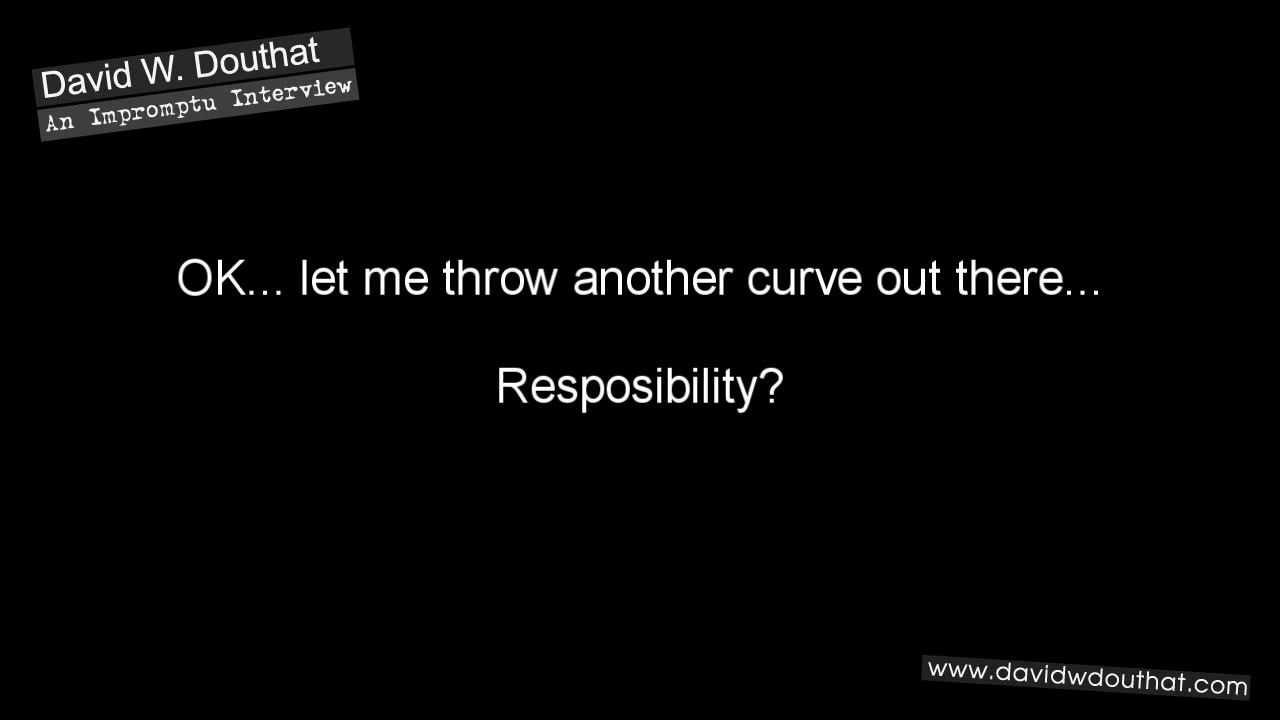 David W. Douthat
An Impromptu Interview
OK... let me throw another curve out there...
Resposibility?
www.davidwdouthat.com